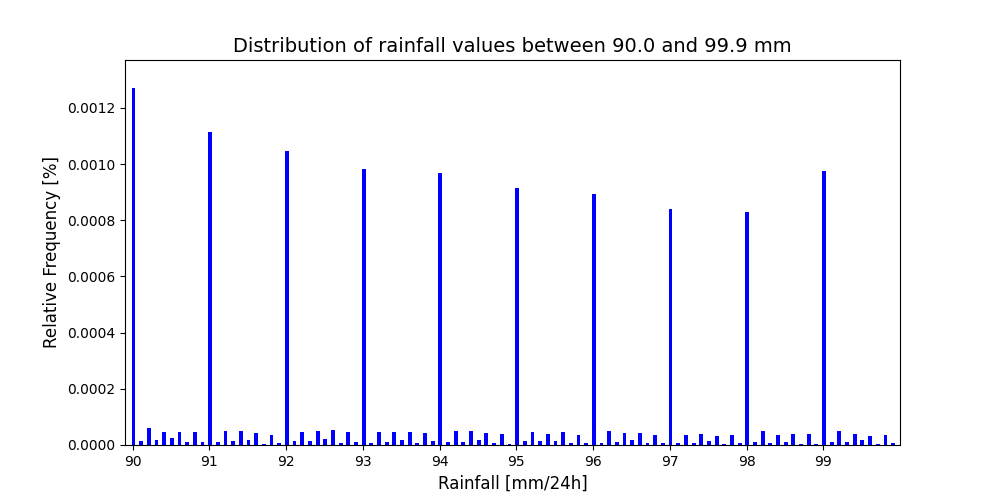 Distribution of rainfall values between 90.0 and 99.9 mm
Relative Frequency [%]
0.0012
0.0010
0.0008
0.0006
0.0004
0.0002
0.0000
90 91 92 93 94 95 96 97 98 99
Rainfall [mm/24h]